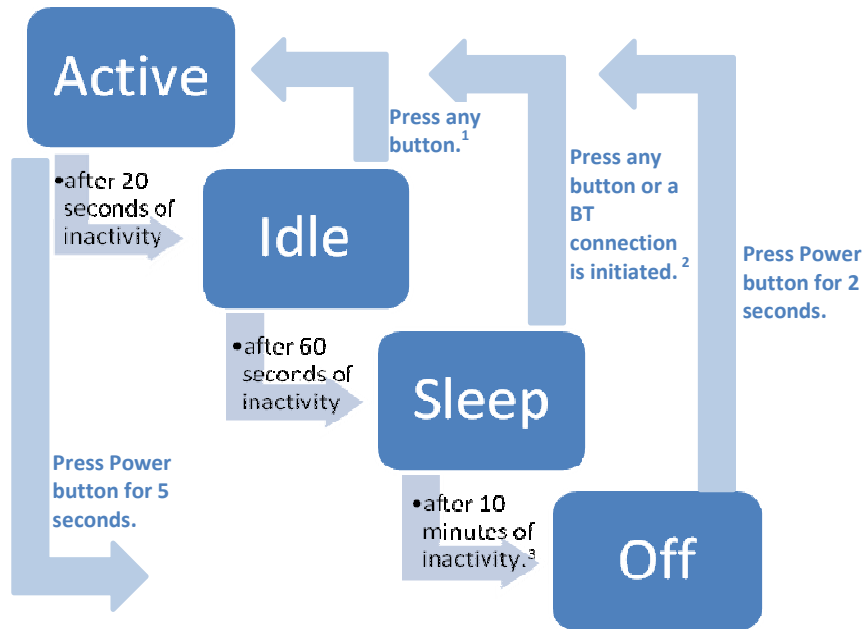 Active
Press any
button.¹
•after 20
seconds of
inactivity
Idle
Press any
button or a
BT
connection
is initiated. ²
Press Power
button for 2
seconds.
•after 60
seconds of
inactivity
Sleep
Press Power
button for 5
seconds.
•after 10
minutes of
inactivity.³
Off